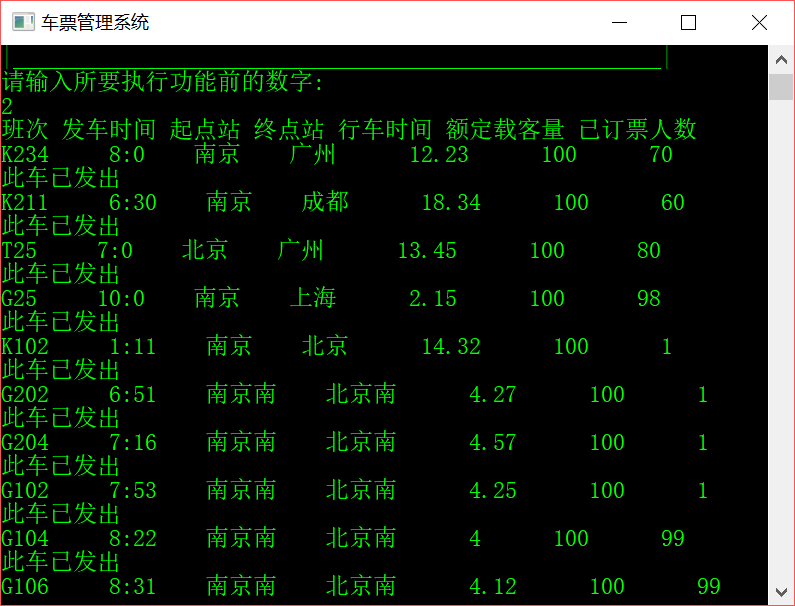 车票管理系统
请输入所要执行功能前的数字:
2
班次 发车时间 起点站 终点站 行车时间 额定载客量 已订票人数
K234 8:0 南京 广州 12.23 100 70
此车已发出
K211 6:30 南京 成都 18.34 100 60
此车已发出
T25 7:0 北京 广州 13.45 100 80
此车已发出
G25 10:0 南京 上海 2.15 100 98
此车已发出
K102 1:11 南京 北京 14.32 100 1
此车已发出
G202 6:51 南京南 北京南 4.27 100 1
此车已发出
G204 7:16 南京南 北京南 4.57 100 1
此车已发出
G102 7:53 南京南 北京南 4.25 100 1
此车已发出
G104 8:22 南京南 北京南 4 100 99
此车已发出
G106 8:31 南京南 北京南 4.12 100 99